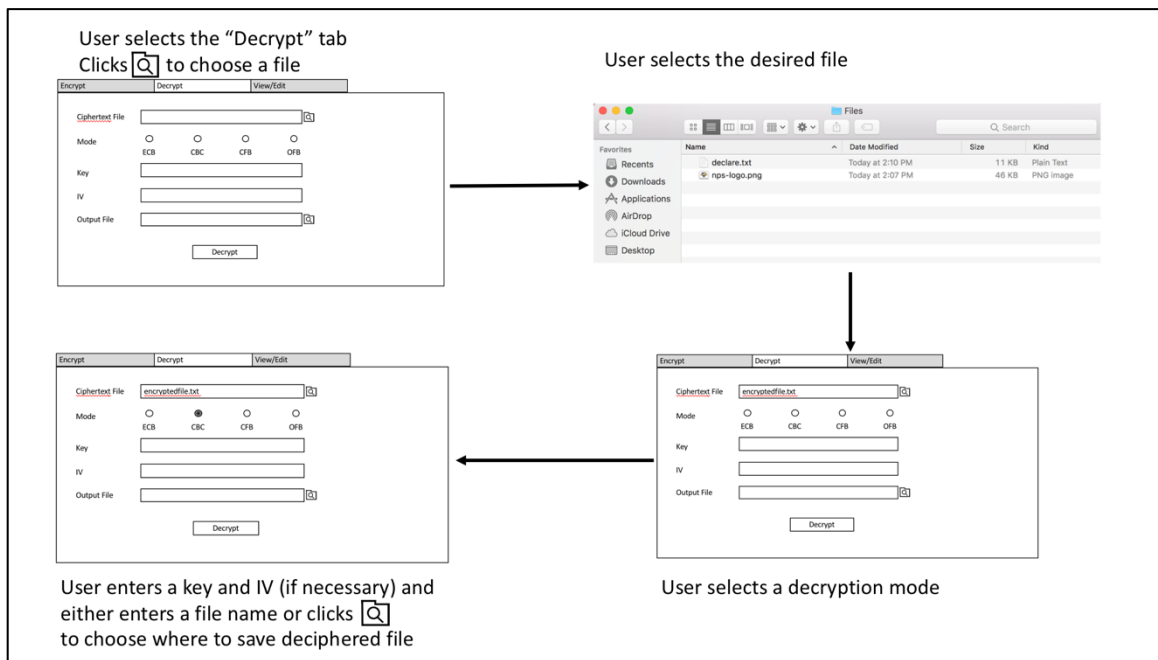 User selects the “Decrypt” tab
Clicks to choose a file
Encrypt Decrypt View/Edit
Ciphertext File
Mode
ECB CBC CFB OFB
Key
IV
Output File
Decrypt
User selects the desired file
Files
Search
Favorites Name Date Modified Size Kind
Recents declare.txt Today at 2:10 PM 11 KB Plain Text
Downloads nps-logo.png Today at 2:07 PM 46 KB PNG image
Applications
AirDrop
iCloud Drive
Desktop
Encrypt Decrypt View/Edit
Ciphertext File encryptedfile.txt
Mode
ECB CBC CFB OFB
Key
IV
Output File
Decrypt
User selects a decryption mode
Encrypt Decrypt View/Edit
Ciphertext File encryptedfile.txt
Mode
ECB CBC CFB OFB
Key
IV
Output File
Decrypt
User enters a key and IV (if necessary) and
either enters a file name or clicks
to choose where to save deciphered file